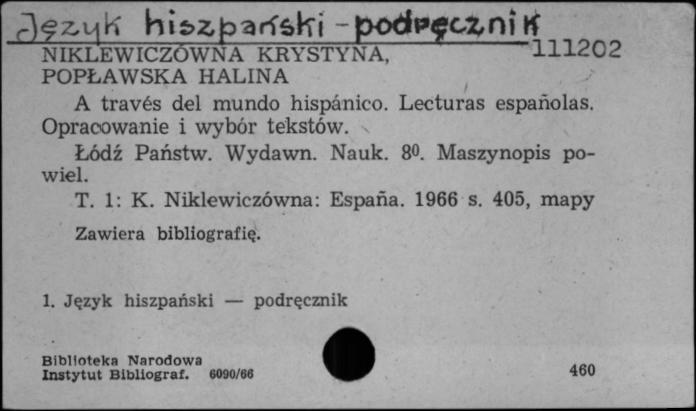 Język hiszpański - podręcznik
NIKLEWICZÓWNA KRYSTYNA, 111202
POPŁAWSKA HALINA
A través del mundo hispánico. Lecturas españolas.
Opracowanie i wybór tekstów.
Łódź Państw. Wydawn. Nauk. 8º. Maszynopis po-
wiel.
T. 1: K. Niklewiczówna: España. 1966 s. 405, mapy
Zawiera bibliografię.
1. Język hiszpański — podręcznik
Biblioteka Narodowa
Instytut Bibliograf. 6090/66 460